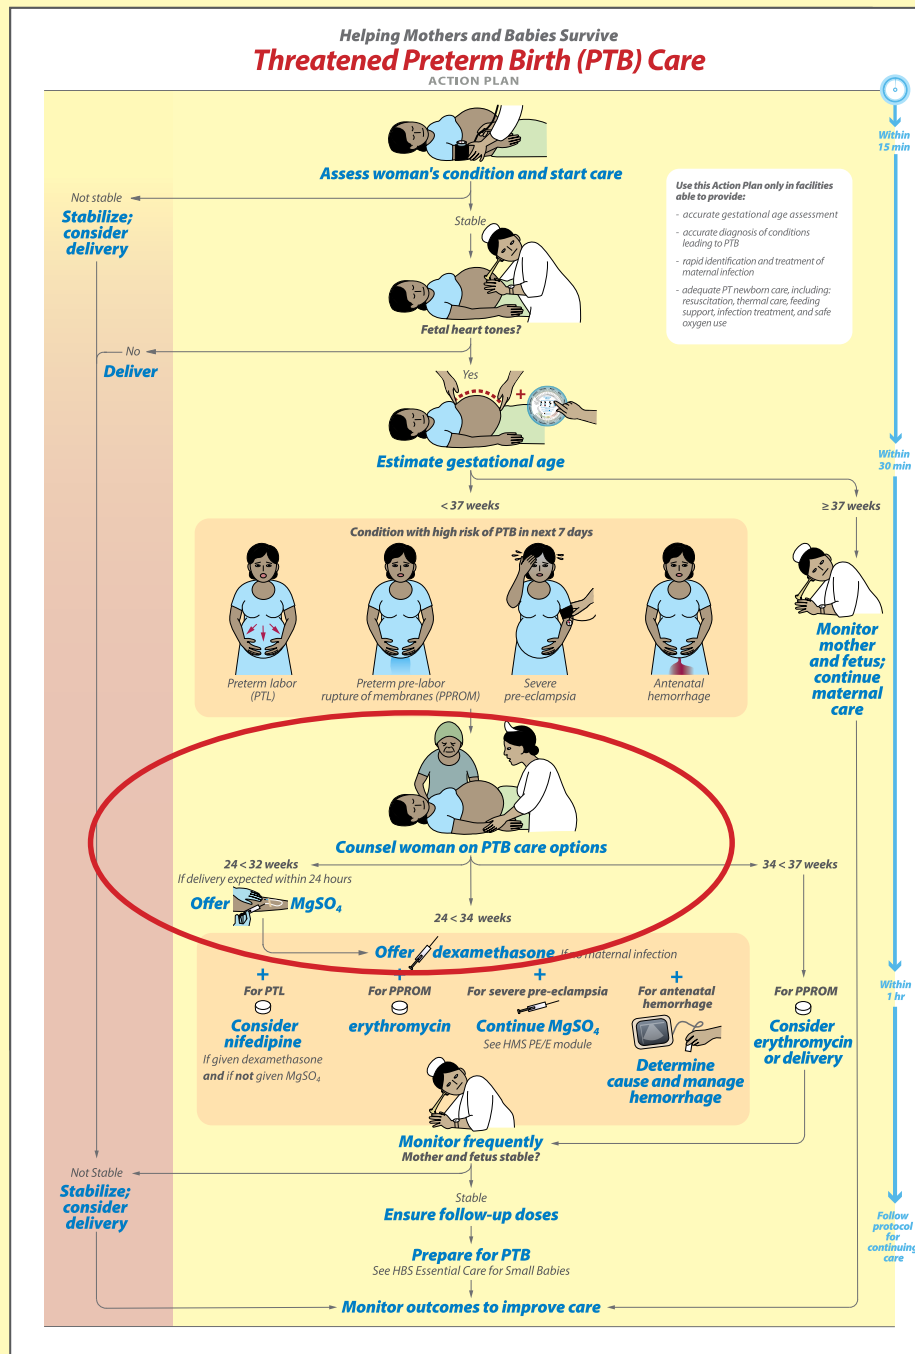 Helping Mothers and Babies Survive
Threatened Preterm Birth (PTB) Care
ACTION PLAN
Within
15 min
Assess woman's condition and start care
Use this Action Plan only in facilities
able to provide:
- accurate gestational age assessment
- accurate diagnosis of conditions
leading to PTB
- rapid identification and treatment of
maternal infection
- adequate PT newborn care, including:
resuscitation, thermal care, feeding
support, infection treatment, and safe
oxygen use
Not stable
Stabilize;
consider
delivery
Stable
Fetal heart tones?
No
Deliver
Yes
+
Estimate gestational age
Within
30 min
< 37 weeks
≥ 37 weeks
Condition with high risk of PTB in next 7 days
Preterm labor
(PTL)
Preterm pre-labor
rupture of membranes (PPROM)
Severe
pre-eclampsia
Antenatal
hemorrhage
Monitor
mother
and fetus;
continue
maternal
care
Counsel woman on PTB care options
24 < 32 weeks
If delivery expected within 24 hours
Offer MgSO₄
24 < 34 weeks
34 < 37 weeks
Offer dexamethasone If no maternal infection
Within
1 hr
+
For PTL
Consider
nifedipine
If given dexamethasone
and if not given MgSO₄
+
For PPROM
erythromycin
+
For severe pre-eclampsia
Continue MgSO₄
See HMS PE/E module
+
For antenatal
hemorrhage
Determine
cause and manage
hemorrhage
For PPROM
Consider
erythromycin
or delivery
Monitor frequently
Mother and fetus stable?
Not Stable
Stabilize;
consider
delivery
Stable
Ensure follow-up doses
Follow
protocol
for
continuing
care
Prepare for PTB
See HBS Essential Care for Small Babies
Monitor outcomes to improve care